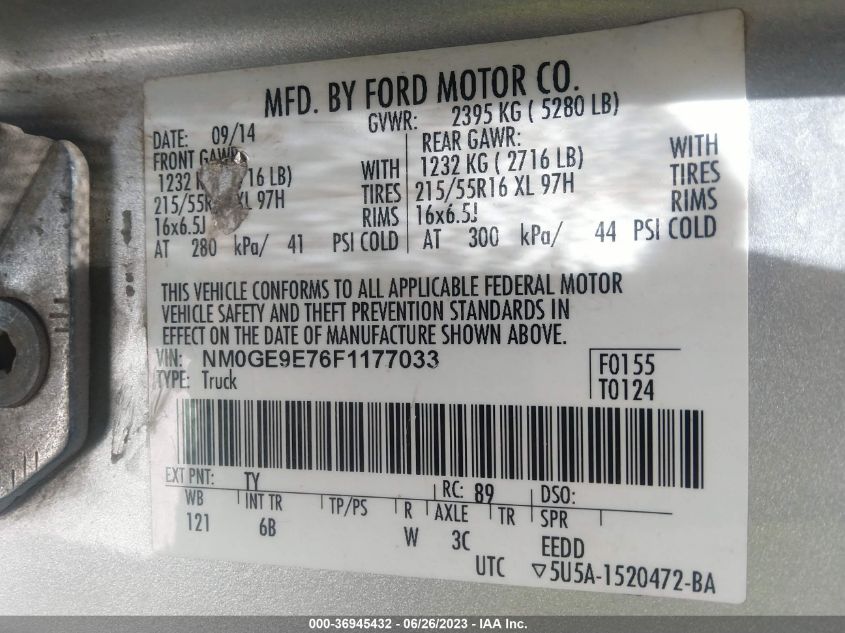 MFD. BY FORD MOTOR CO.
DATE: 09/14 GVWR: 2395 KG ( 5280 LB)
FRONT GAWR: REAR GAWR:
1232 16 LB) WITH 1232 KG ( 2716 LB) WITH
215/55R16 XL 97H TIRES 215/55R16 XL 97H TIRES
16x6.5J RIMS 16x6.5J RIMS
AT 280 kPa/ 41 PSI COLD AT 300 kPa/ 44 PSI COLD
THIS VEHICLE CONFORMS TO ALL APPLICABLE FEDERAL MOTOR
VEHICLE SAFETY AND THEFT PREVENTION STANDARDS IN
EFFECT ON THE DATE OF MANUFACTURE SHOWN ABOVE.
VIN: NM0GE9E76F1177033 F0155
TYPE: Truck T0124
EXT PNT: TY RC: 89 DSO:
WB INT TR TP/PS R AXLE TR SPR
121 6B W 3C EEDD
UTC ▽5U5A-1520472-BA
*** 36945432 - 06/26/2023 - IAA Inc.